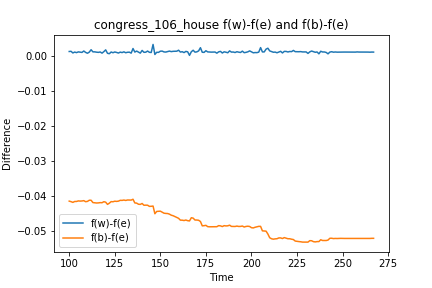 congress_106_house f(w)-f(e) and f(b)-f(e)
0.00
−0.01
−0.02
−0.03
−0.04
−0.05
Difference
f(w)-f(e)
f(b)-f(e)
100 125 150 175 200 225 250 275
Time